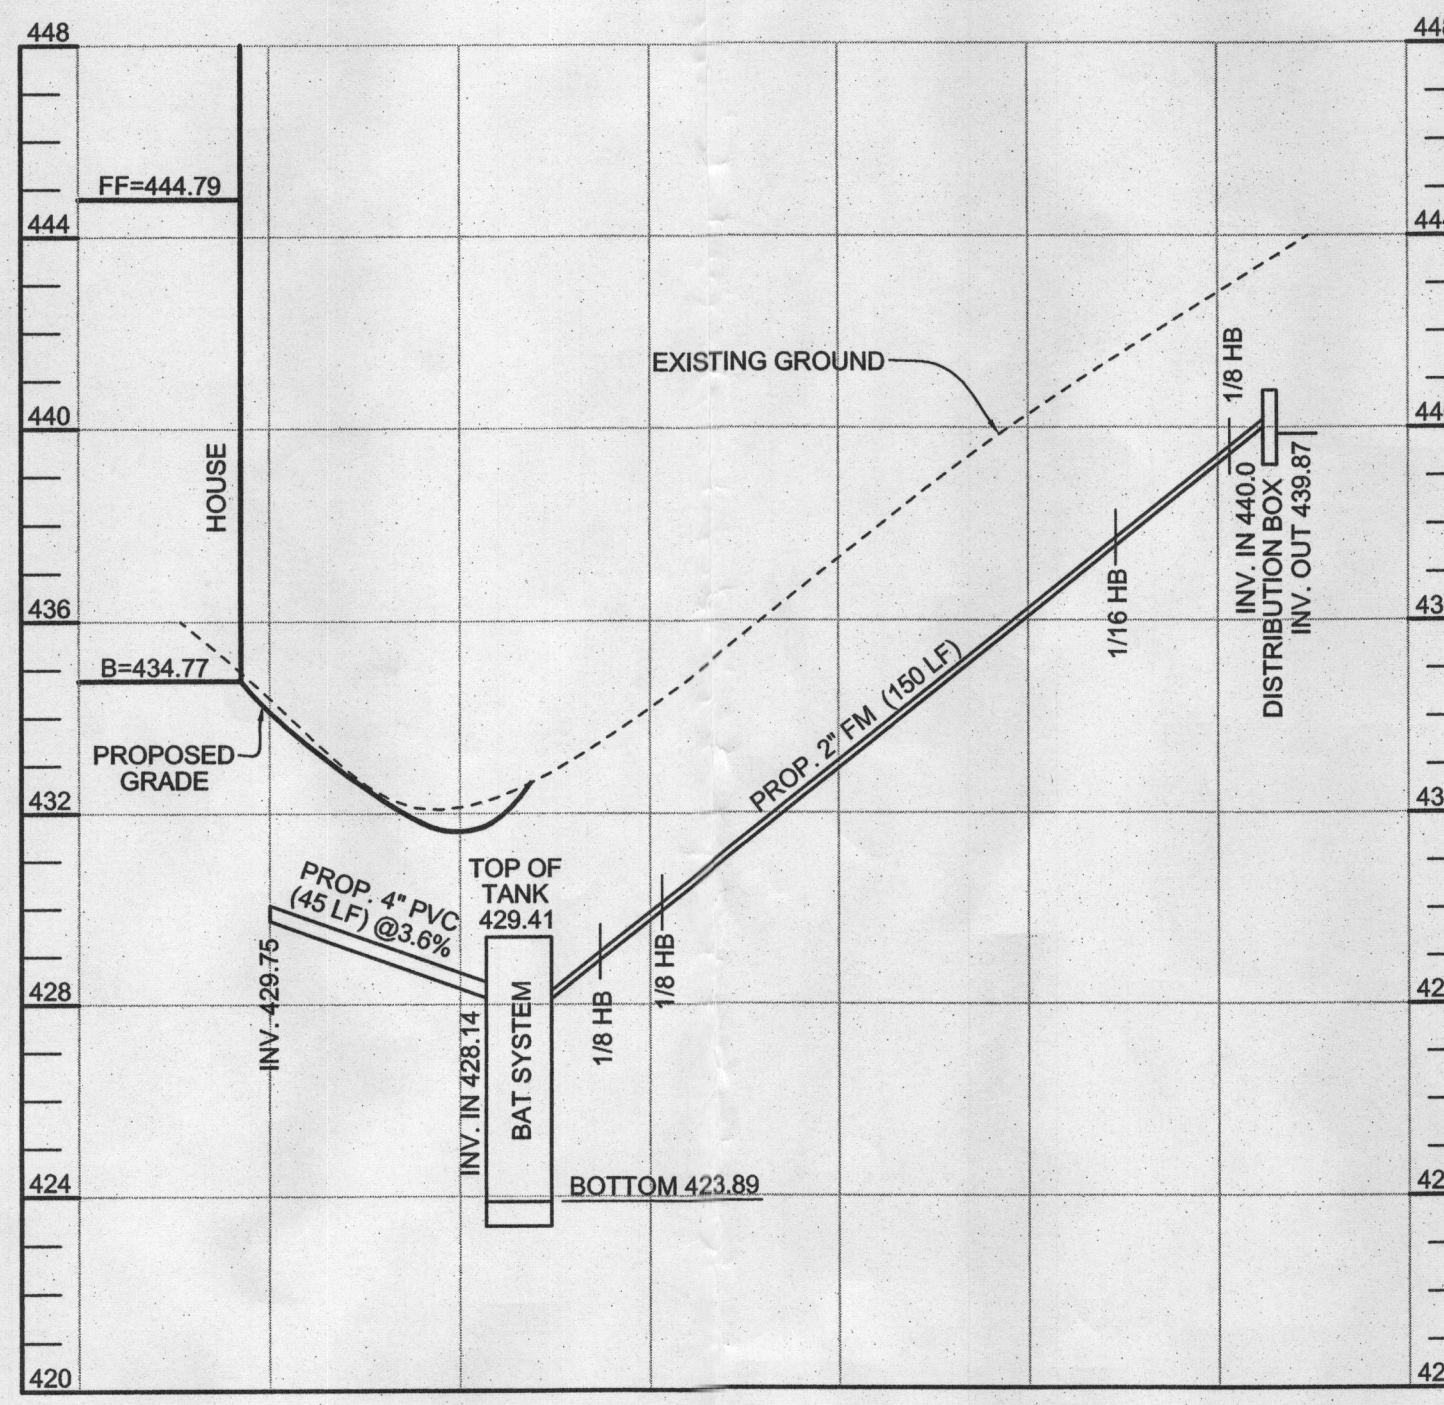 448
444
440
436
432
428
424
420
FF=444.79
HOUSE
B=434.77
PROPOSED
GRADE
EXISTING GROUND
PROP. 4" PVC
(45 LF) @3.6%
INV. 429.75
TOP OF
TANK
429.41
INV. IN 428.14
BAT SYSTEM
BOTTOM 423.89
1/8 HB
1/8 HB
PROP. 2" FM (150 LF)
1/16 HB
1/8 HB
INV. IN 440.0
DISTRIBUTION BOX
INV. OUT 439.87